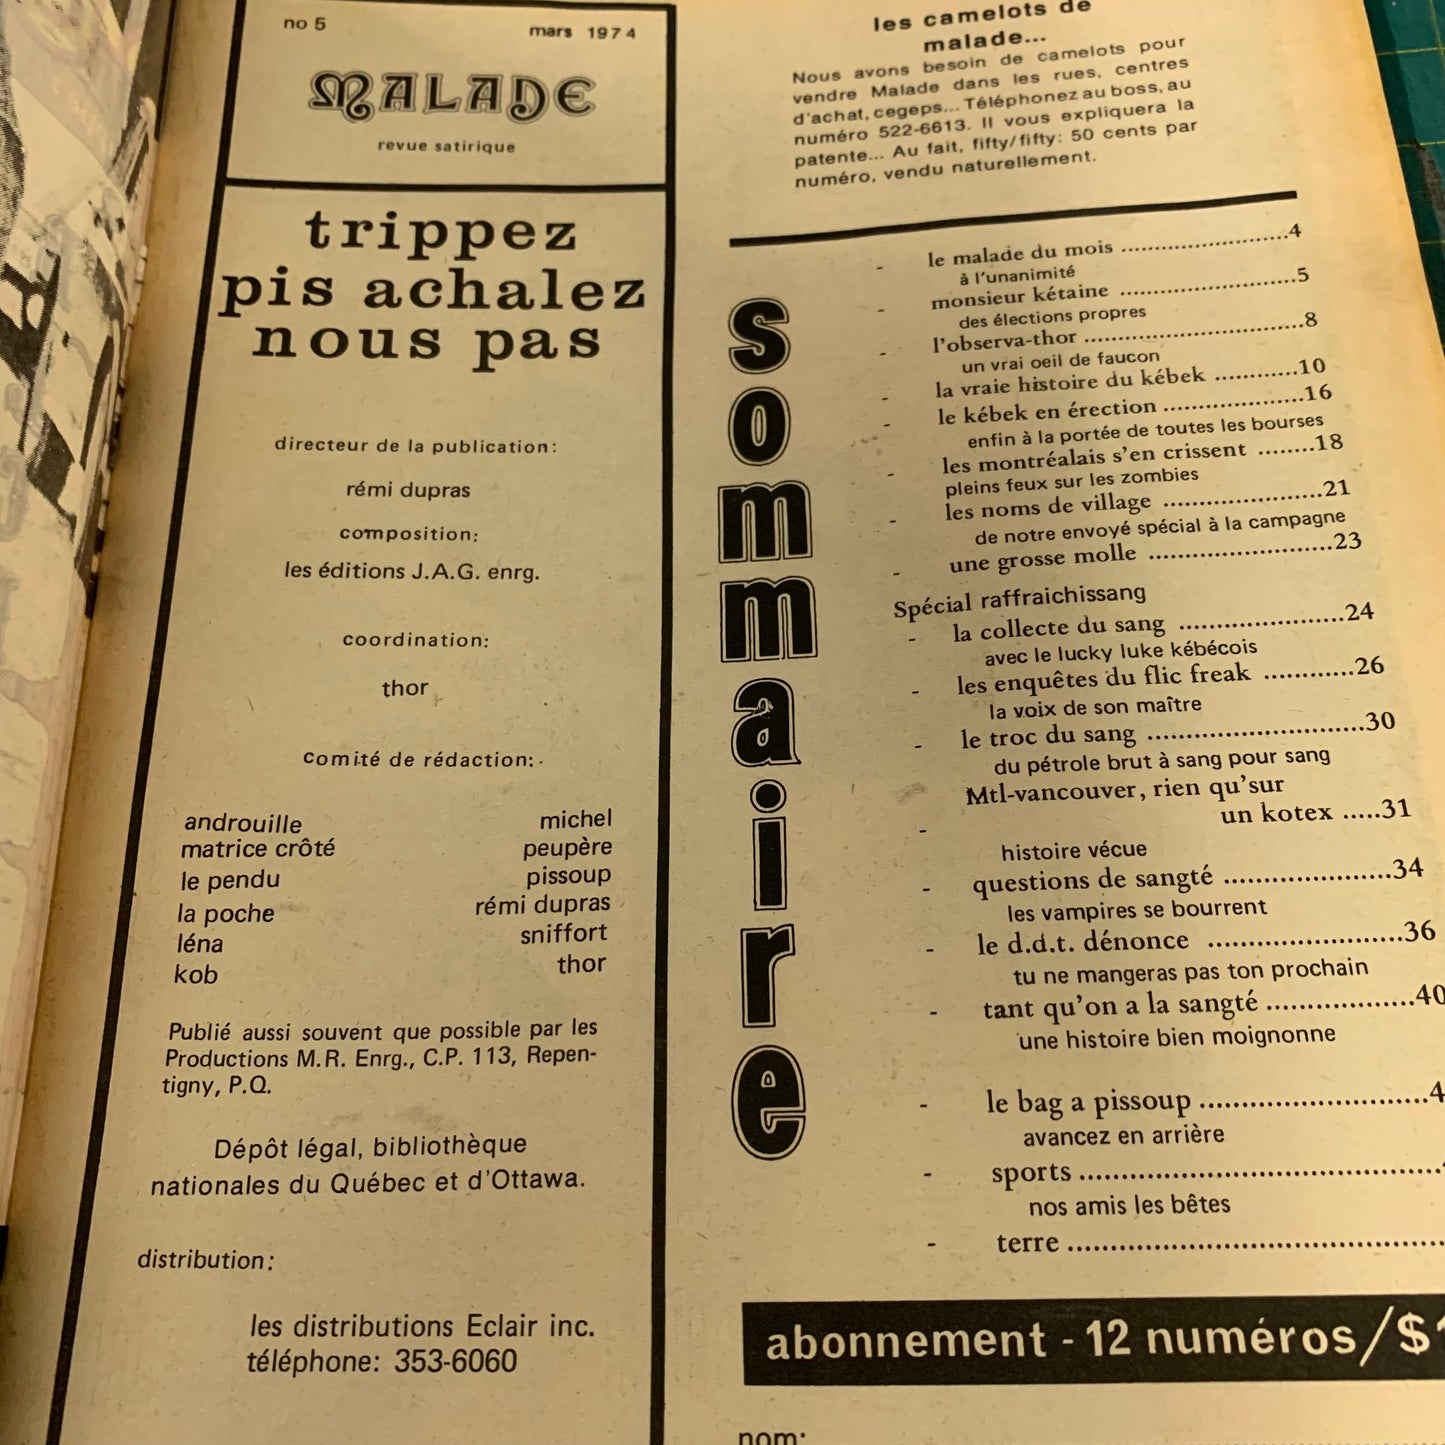 no 5 mars 1974
MALADE
revue satirique
trippez
pis achalez
nous pas
directeur de la publication:
rémi dupras
composition:
les éditions J.A.G. enrg.
coordination:
thor
comité de rédaction:
androuille michel
matrice crôté peupère
le pendu pissoup
la poche rémi dupras
léna sniffort
kob thor
Publié aussi souvent que possible par les
Productions M.R. Enrg., C.P. 113, Repen-
tigny, P.Q.
Dépôt légal, bibliothèque
nationales du Québec et d'Ottawa.
distribution:
les distributions Eclair inc.
téléphone: 353-6060
les camelots de
malade...
Nous avons besoin de camelots pour
vendre Malade dans les rues, centres
d'achat, cegeps... Téléphonez au boss, au
numéro 522-6613. Il vous expliquera la
patente... Au fait, fifty/fifty: 50 cents par
numéro, vendu naturellement.
sommaire
- le malade du mois ..........................4
à l'unanimité
- monsieur kétaine ...........................5
des élections propres
- l'observa-thor .................................8
un vrai oeil de faucon
- la vraie histoire du kébek ............10
- le kébek en érection .....................16
enfin à la portée de toutes les bourses
- les montréalais s'en crissent ........18
pleins feux sur les zombies
- les noms de village .......................21
de notre envoyé spécial à la campagne
- une grosse molle ..........................23
Spécial raffraichissang
- la collecte du sang .......................24
avec le lucky luke kébécois
- les enquêtes du flic freak ............26
la voix de son maître
- le troc du sang .............................30
du pétrole brut à sang pour sang
- Mtl-vancouver, rien qu'sur
un kotex .....31
histoire vécue
- questions de sangté .....................34
les vampires se bourrent
- le d.d.t. dénonce ........................36
tu ne mangeras pas ton prochain
- tant qu'on a la sangté ..................40
une histoire bien moignonne
- le bag a pissoup ...........................4
avancez en arrière
- sports ...........................................
nos amis les bêtes
- terre .............................................
abonnement - 12 numéros/$1
nom: